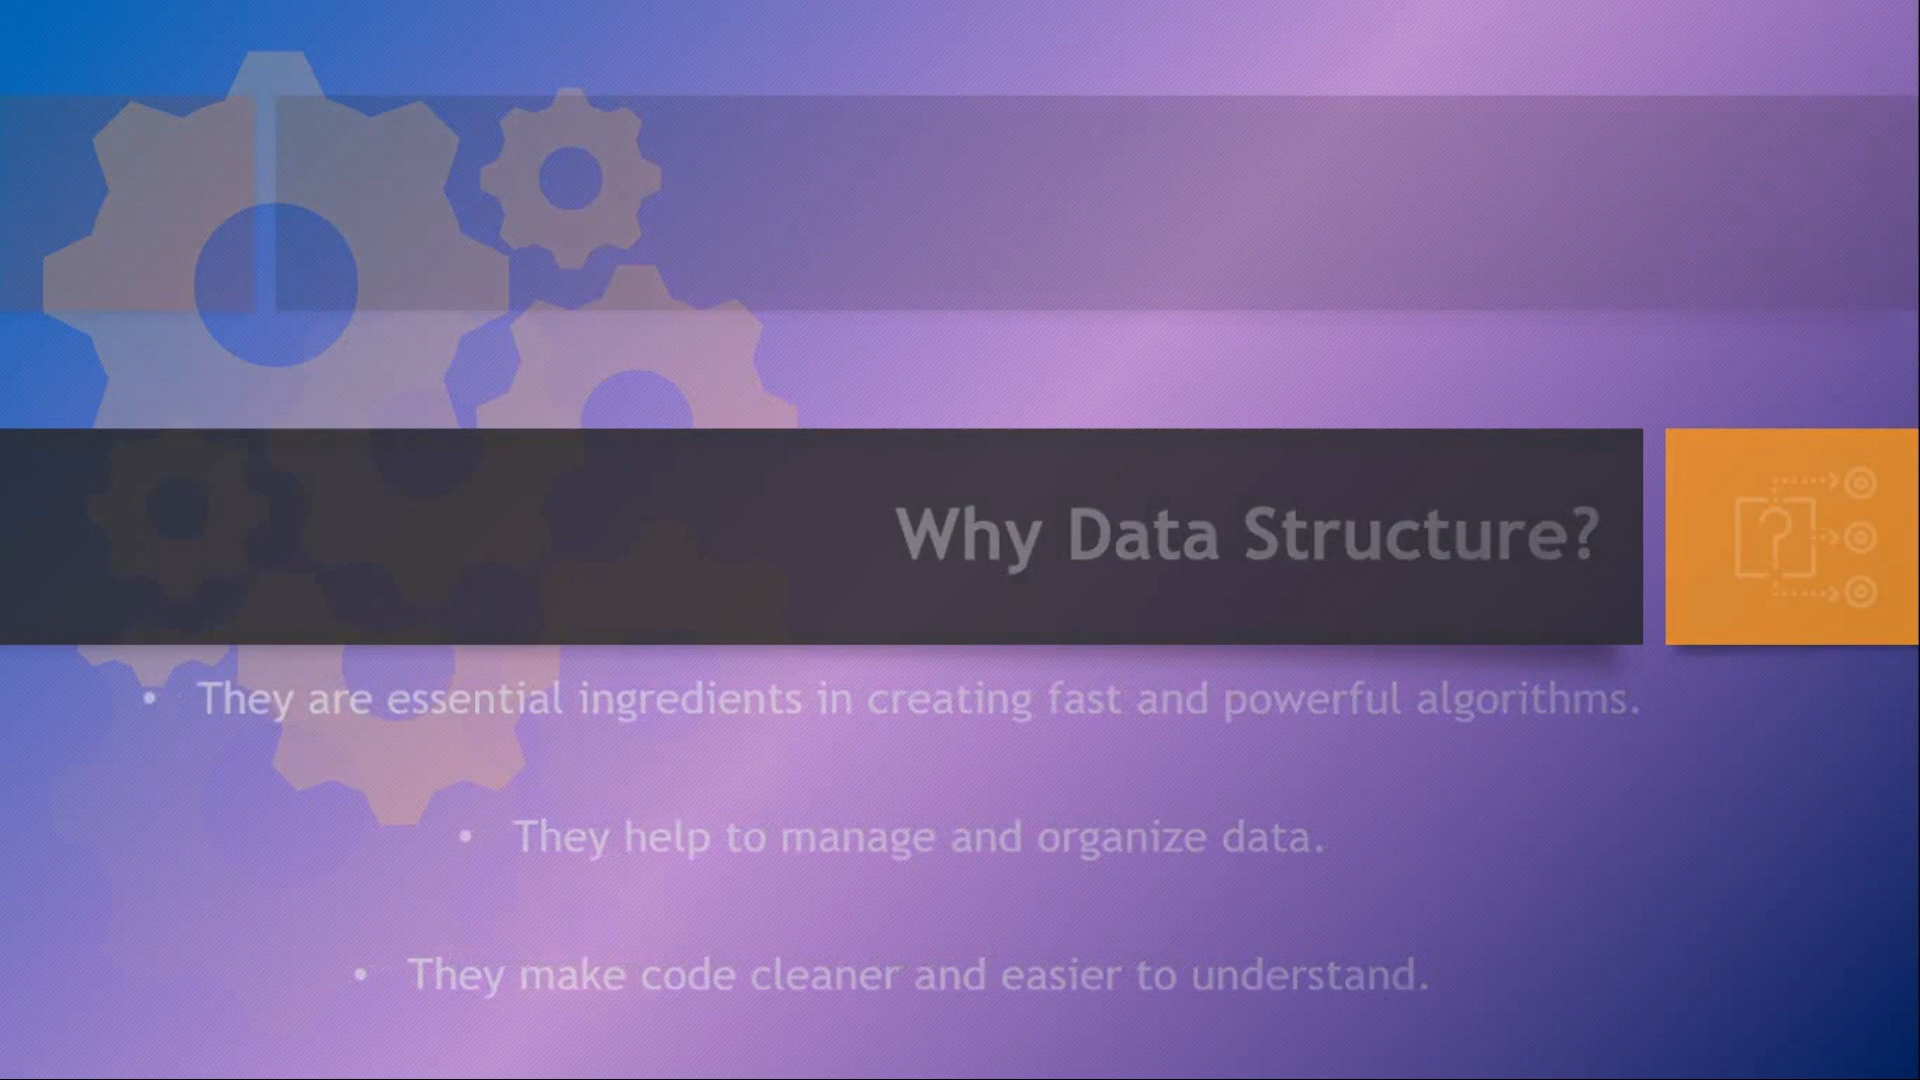 Why Data Structure?
• They are essential ingredients in creating fast and powerful algorithms.
• They help to manage and organize data.
• They make code cleaner and easier to understand.